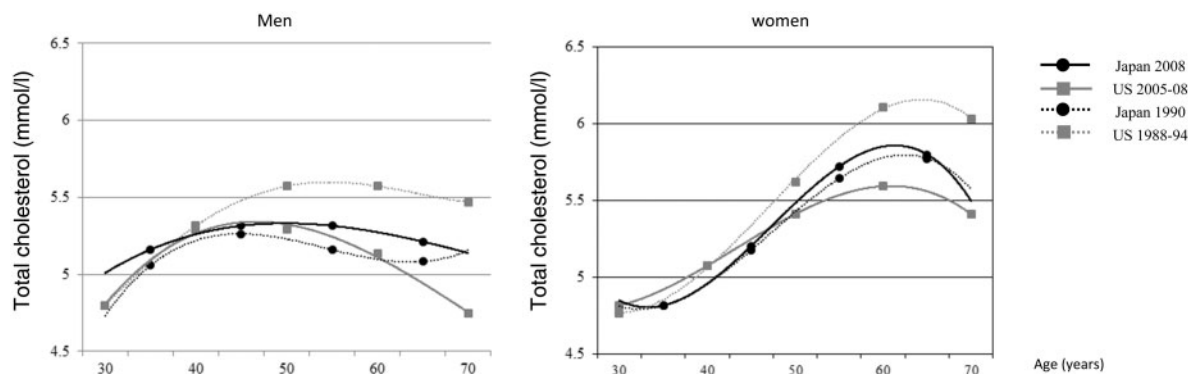 Men
Total cholesterol (mmol/l)
6.5
6
5.5
5
4.5
30 40 50 60 70
women
Total cholesterol (mmol/l)
6.5
6
5.5
5
4.5
30 40 50 60 70
Japan 2008
US 2005-08
Japan 1990
US 1988-94
Age (years)